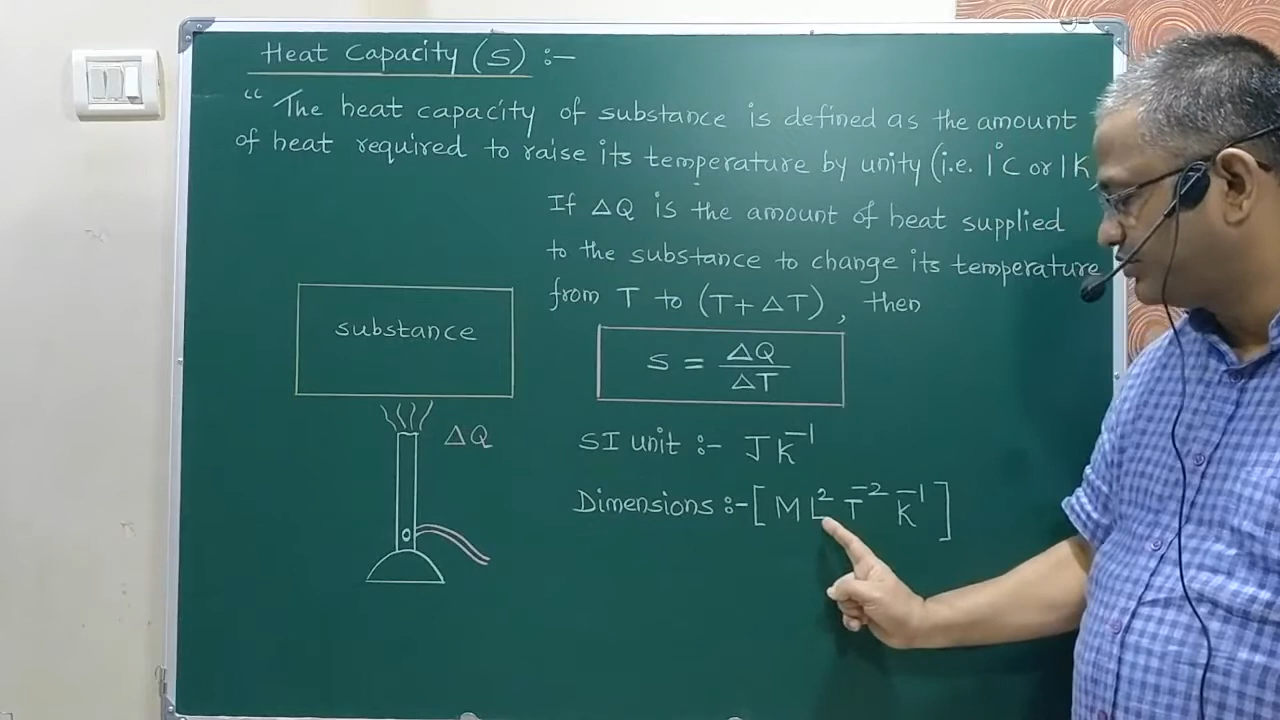 Heat Capacity (S) :-
“ The heat capacity of substance is defined as the amount
of heat required to raise its temperature by unity (i.e. 1°C or 1K
If ΔQ is the amount of heat supplied
to the substance to change its temperature
from T to (T+ΔT), then
substance
S = ΔQ/ΔT
ΔQ
SI unit :- JK⁻¹
Dimensions :- [ML²T⁻²K⁻¹]